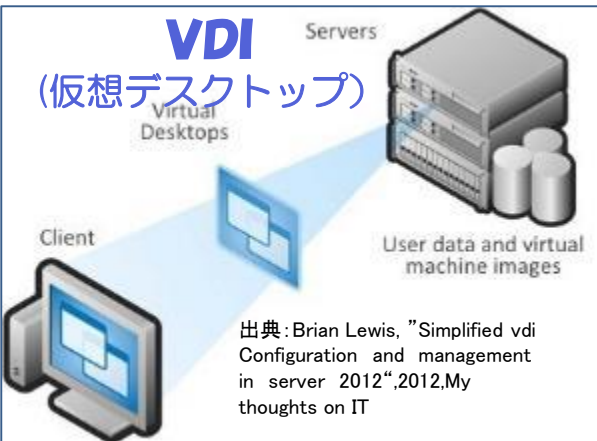 VDI
Servers
(仮想デスクトップ)
Virtual
Desktops
Client
User data and virtual
machine images
出典:Brian Lewis, ”Simplified vdi
Configuration and management
in server 2012“,2012,My
thoughts on IT